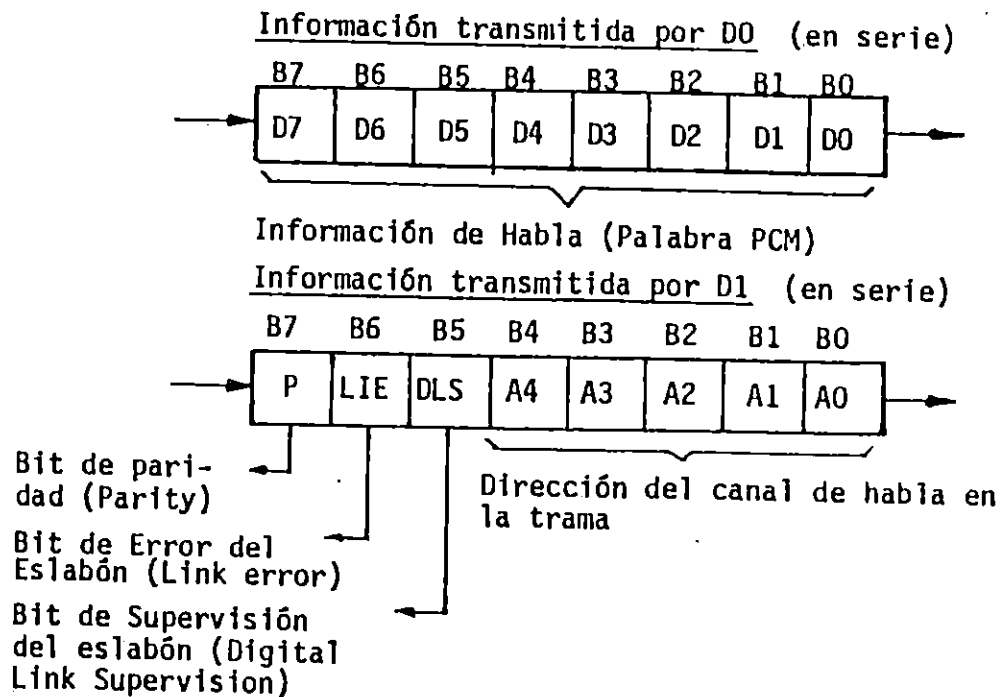 Información transmitida por D0 (en serie)
B7 B6 B5 B4 B3 B2 B1 B0
D7 D6 D5 D4 D3 D2 D1 D0
Información de Habla (Palabra PCM)
Información transmitida por D1 (en serie)
B7 B6 B5 B4 B3 B2 B1 B0
P LIE DLS A4 A3 A2 A1 A0
Bit de pari-
dad (Parity)
Dirección del canal de habla en
la trama
Bit de Error del
Eslabón (Link error)
Bit de Supervisión
del eslabón (Digital
Link Supervision)